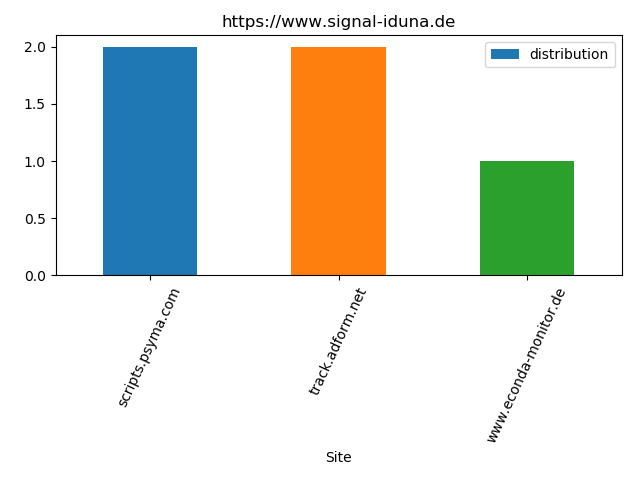 https://www.signal-iduna.de
distribution
2.0
1.5
1.0
0.5
0.0
scripts.psyma.com
track.adform.net
www.econda-monitor.de
Site